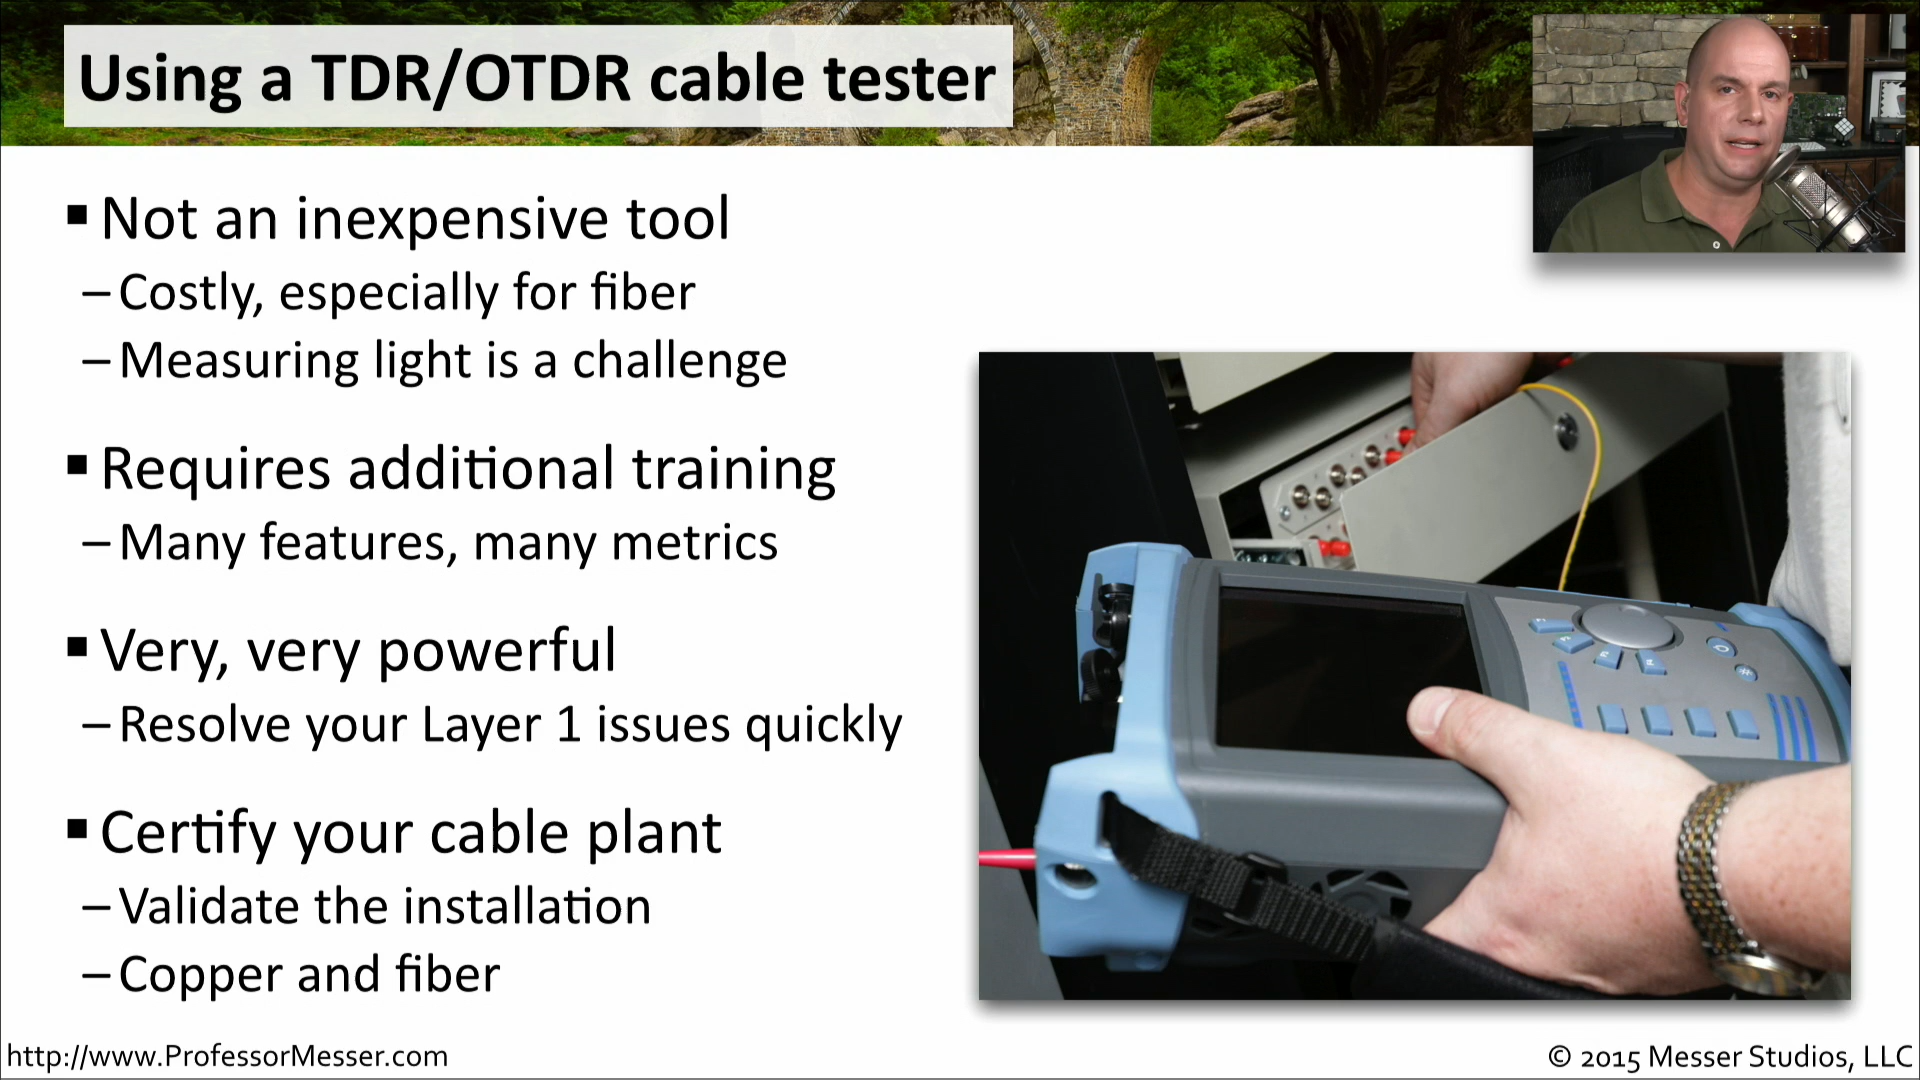 Using a TDR/OTDR cable tester
▪ Not an inexpensive tool
– Costly, especially for fiber
– Measuring light is a challenge
▪ Requires additional training
– Many features, many metrics
▪ Very, very powerful
– Resolve your Layer 1 issues quickly
▪ Certify your cable plant
– Validate the installation
– Copper and fiber
http://www.ProfessorMesser.com
© 2015 Messer Studios, LLC